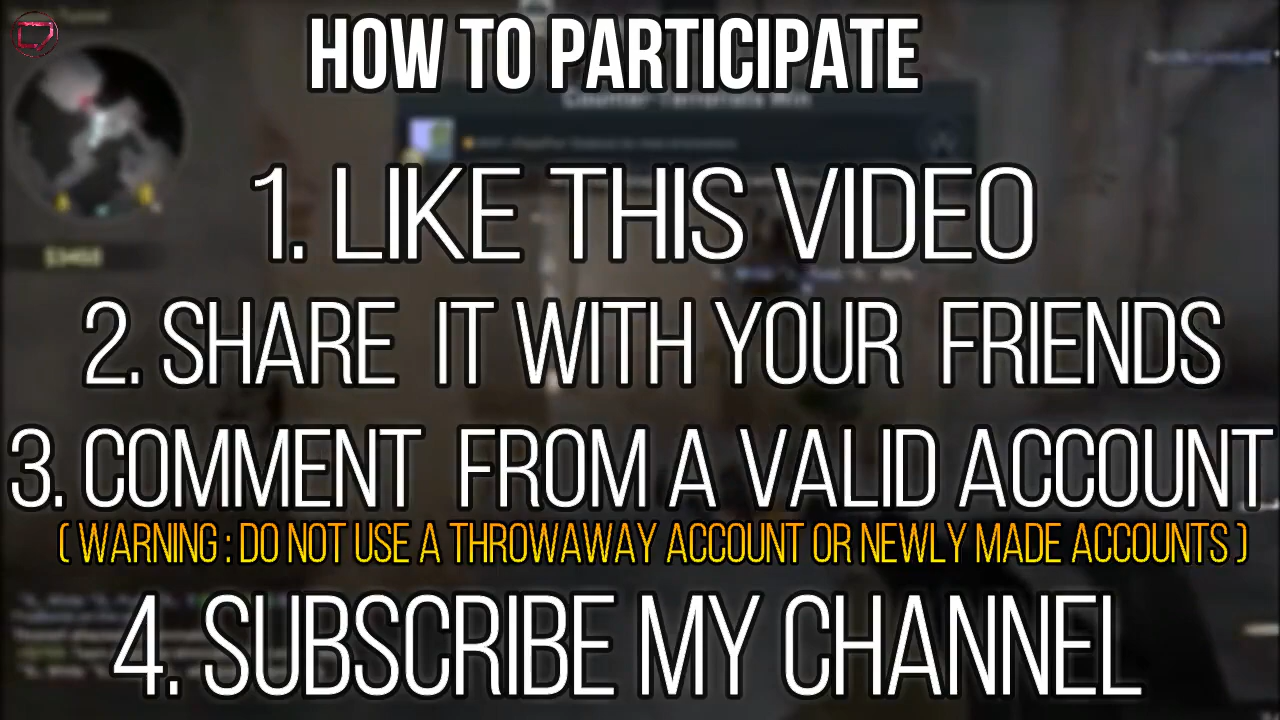 HOW TO PARTICIPATE
1. LIKE THIS VIDEO
2. SHARE IT WITH YOUR FRIENDS
3. COMMENT FROM A VALID ACCOUNT
( WARNING : DO NOT USE A THROWAWAY ACCOUNT OR NEWLY MADE ACCOUNTS )
4. SUBSCRIBE MY CHANNEL